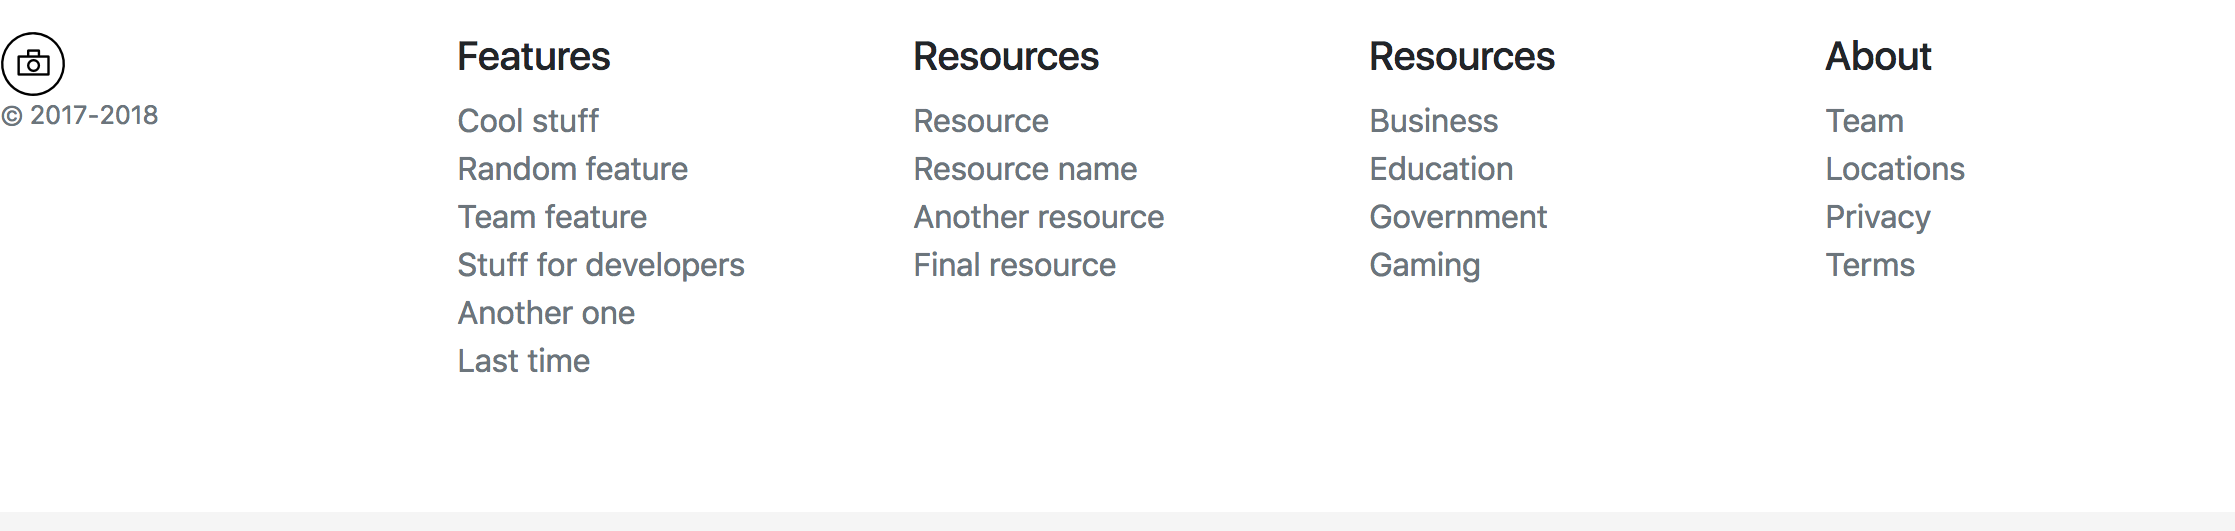 © 2017-2018
Features
Cool stuff
Random feature
Team feature
Stuff for developers
Another one
Last time
Resources
Resource
Resource name
Another resource
Final resource
Resources
Business
Education
Government
Gaming
About
Team
Locations
Privacy
Terms